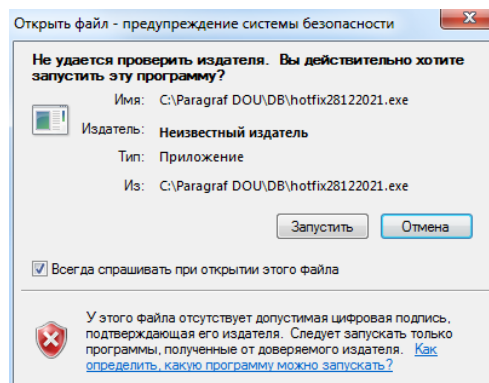 Открыть файл - предупреждение системы безопасности
Не удается проверить издателя. Вы действительно хотите
запустить эту программу?
Имя: C:\Paragraf DOU\DB\hotfix28122021.exe
Издатель: Неизвестный издатель
Тип: Приложение
Из: C:\Paragraf DOU\DB\hotfix28122021.exe
Запустить Отмена
Всегда спрашивать при открытии этого файла
У этого файла отсутствует допустимая цифровая подпись,
подтверждающая его издателя. Следует запускать только
программы, полученные от доверяемого издателя. Как
определить, какую программу можно запускать?